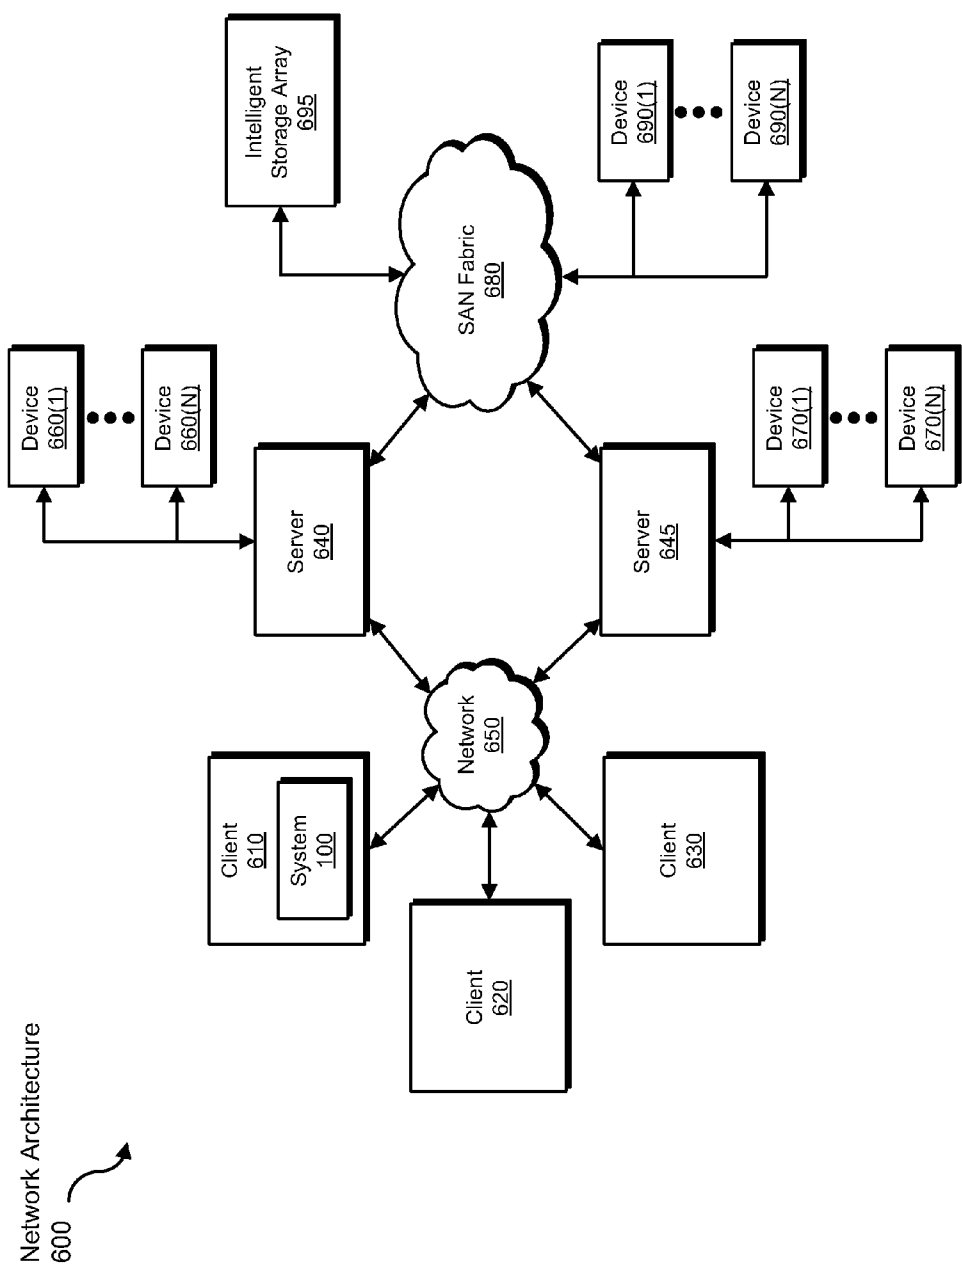 Network Architecture
600
Client
610
System
100
Client
620
Client
630
Network
650
Server
640
Server
645
Device
660(1)
Device
660(N)
Device
670(1)
Device
670(N)
SAN Fabric
680
Intelligent
Storage Array
695
Device
690(1)
Device
690(N)